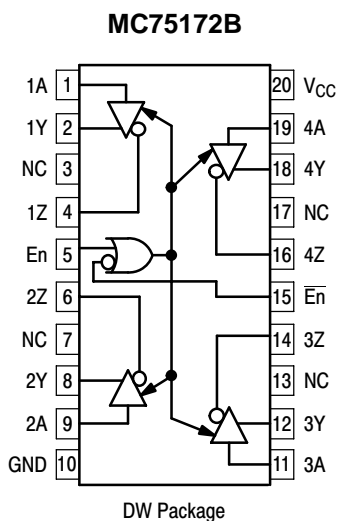 MC75172B
1A 1 20 VCC
1Y 2 19 4A
NC 3 18 4Y
1Z 4 17 NC
En 5 16 4Z
2Z 6 15 E̅n̅
NC 7 14 3Z
2Y 8 13 NC
2A 9 12 3Y
GND 10 11 3A
DW Package